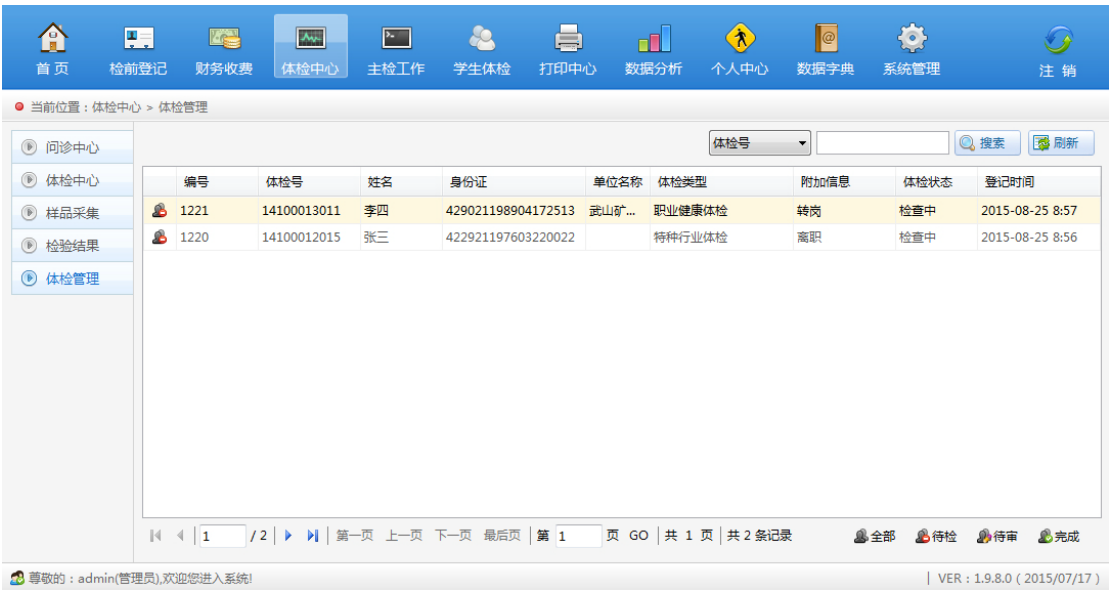 首 页 检前登记 财务收费 体检中心 主检工作 学生体检 打印中心 数据分析 个人中心 数据字典 系统管理 注 销
当前位置：体检中心 > 体检管理
问诊中心
体检中心
样品采集
检验结果
体检管理
体检号 搜索 刷新
编号 体检号 姓名 身份证 单位名称 体检类型 附加信息 体检状态 登记时间
1221 14100013011 李四 429021198904172513 武山矿... 职业健康体检 转岗 检查中 2015-08-25 8:57
1220 14100012015 张三 422921197603220022 特种行业体检 离职 检查中 2015-08-25 8:56
1 / 2 第一页 上一页 下一页 最后页 第 1 页 GO 共 1 页 共 2 条记录 全部 待检 待审 完成
尊敬的：admin(管理员),欢迎您进入系统! VER：1.9.8.0 ( 2015/07/17 )